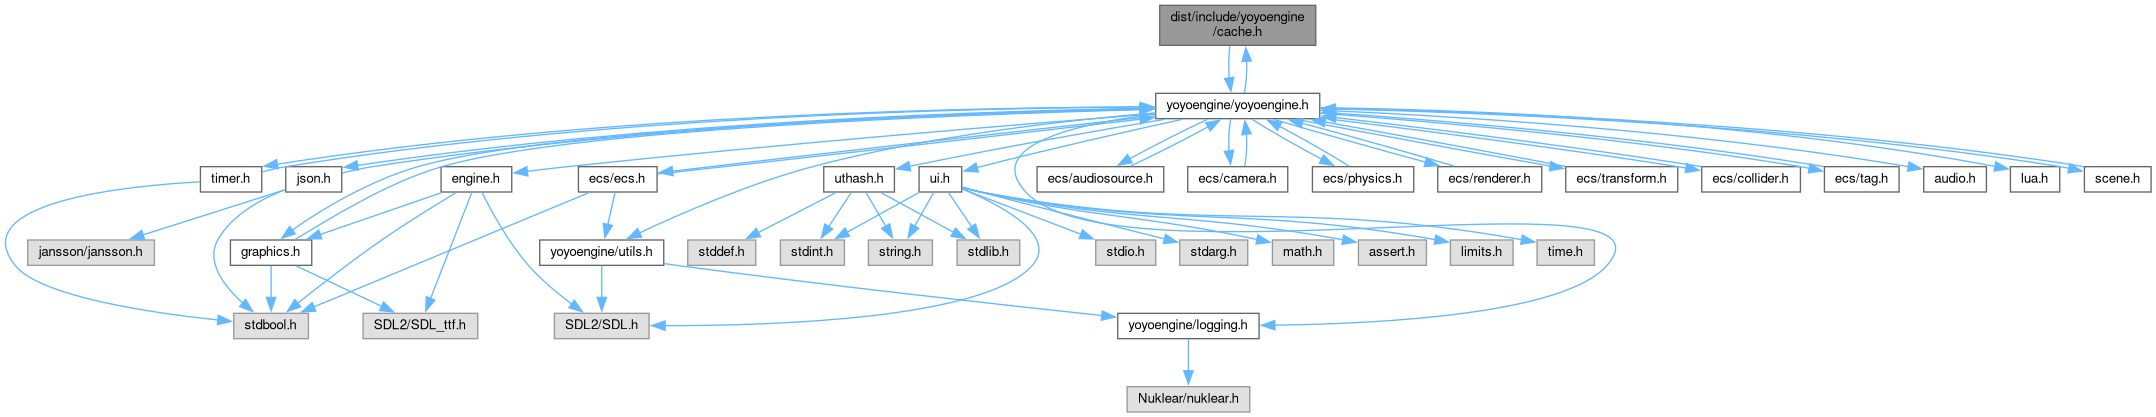 dist/include/yoyoengine
/cache.h
yoyoengine/yoyoengine.h
timer.h
json.h
engine.h
ecs/ecs.h
uthash.h
ui.h
ecs/audiosource.h
ecs/camera.h
ecs/physics.h
ecs/renderer.h
ecs/transform.h
ecs/collider.h
ecs/tag.h
audio.h
lua.h
scene.h
jansson/jansson.h
graphics.h
yoyoengine/utils.h
stddef.h
stdint.h
string.h
stdlib.h
stdio.h
stdarg.h
math.h
assert.h
limits.h
time.h
stdbool.h
SDL2/SDL_ttf.h
SDL2/SDL.h
yoyoengine/logging.h
Nuklear/nuklear.h